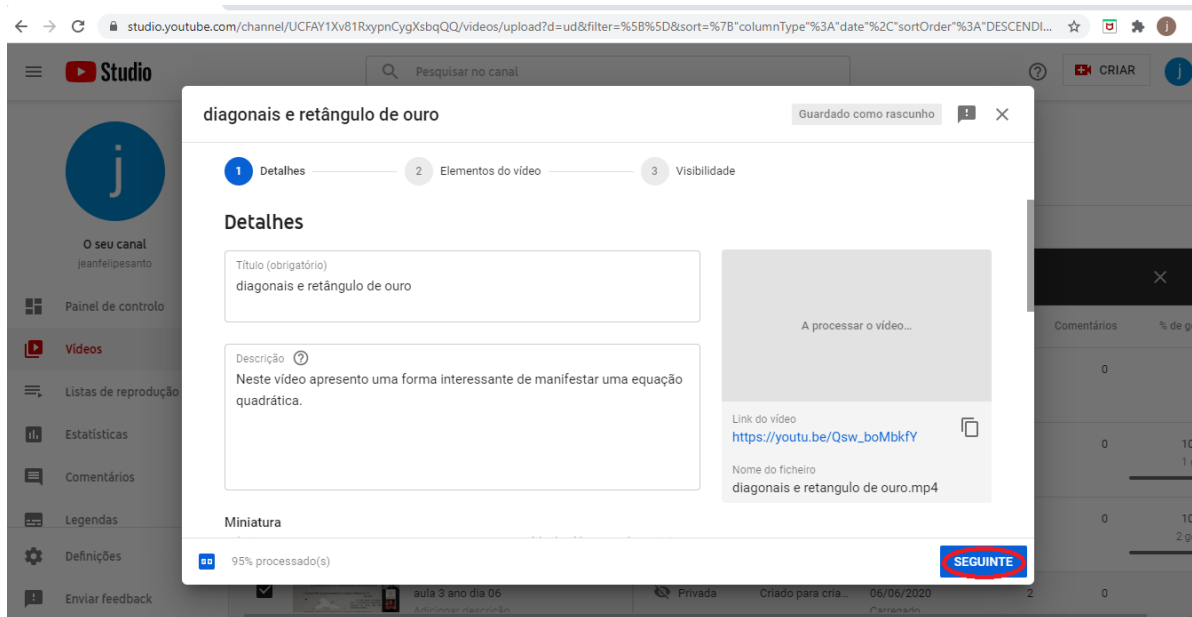 studio.youtube.com/channel/UCFAY1Xv81RxypnCygXsbqQQ/videos/upload?d=ud&filter=%5B%5D&sort=%7B"columnType"%3A"date"%2C"sortOrder"%3A"DESCENDI...
j
Studio
Pesquisar no canal
CRIAR
j
diagonais e retângulo de ouro
Guardado como rascunho
1 Detalhes
2 Elementos do vídeo
3 Visibilidade
j
O seu canal
jeanfelipesanto
Painel de controlo
Vídeos
Listas de reprodução
Estatísticas
Comentários
Legendas
Definições
Enviar feedback
Detalhes
Título (obrigatório)
diagonais e retângulo de ouro
Descrição
Neste vídeo apresento uma forma interessante de manifestar uma equação
quadrática.
Miniatura
A processar o vídeo...
Link do vídeo
https://youtu.be/Qsw_boMbkfY
Nome do ficheiro
diagonais e retangulo de ouro.mp4
95% processado(s)
SEGUINTE
Comentários
% de g
0
0
10
1
0
10
2 g
aula 3 ano dia 06
Adicionar descrição
Privada
Criado para cria...
06/06/2020
Carregado
2
0